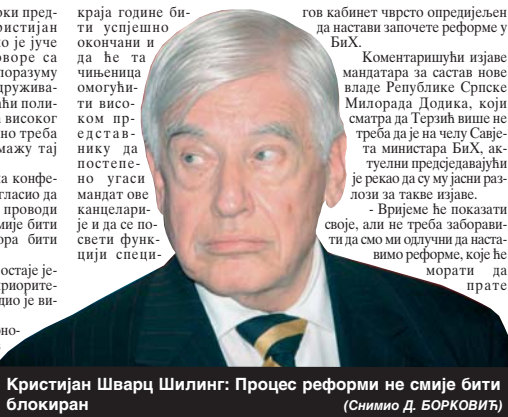 ки пред-
ристијан
о је јуче
воре са
поразуму
друживa-
ћи поли-
високог
но треба
мажу тај
а конфе-
гласио да
проводи
мије бити
ора бити
остаје је-
приорите-
дио је ви-
но-
краја године би-
ти успјешно
окончани и
да ће та
чињеница
омогући-
ти висо-
ком пр-
едстав-
нику да
постепе-
но угаси
мандат ове
канцелари-
је и да се по-
свети функ-
цији специ-
гов кабинет чврсто опредијељен
да настави започете реформе у
БиХ.
Коментаришући изјаве
мандатара за састав нове
владе Републике Српске
Милорада Додика, који
сматра да Терзић више не
треба да је на челу Савје-
та министара БиХ, ак-
туелни предсједавајући
је рекао да су му јасни раз-
лози за такве изјаве.
- Вријеме ће показати
своје, али не треба заборави-
ти да смо ми одлучни да наста-
вимо реформе, које ће
морати да
прате
Кристијан Шварц Шилинг: Процес реформи не смије бити
блокиран (Снимио Д. БОРКОВИЋ)